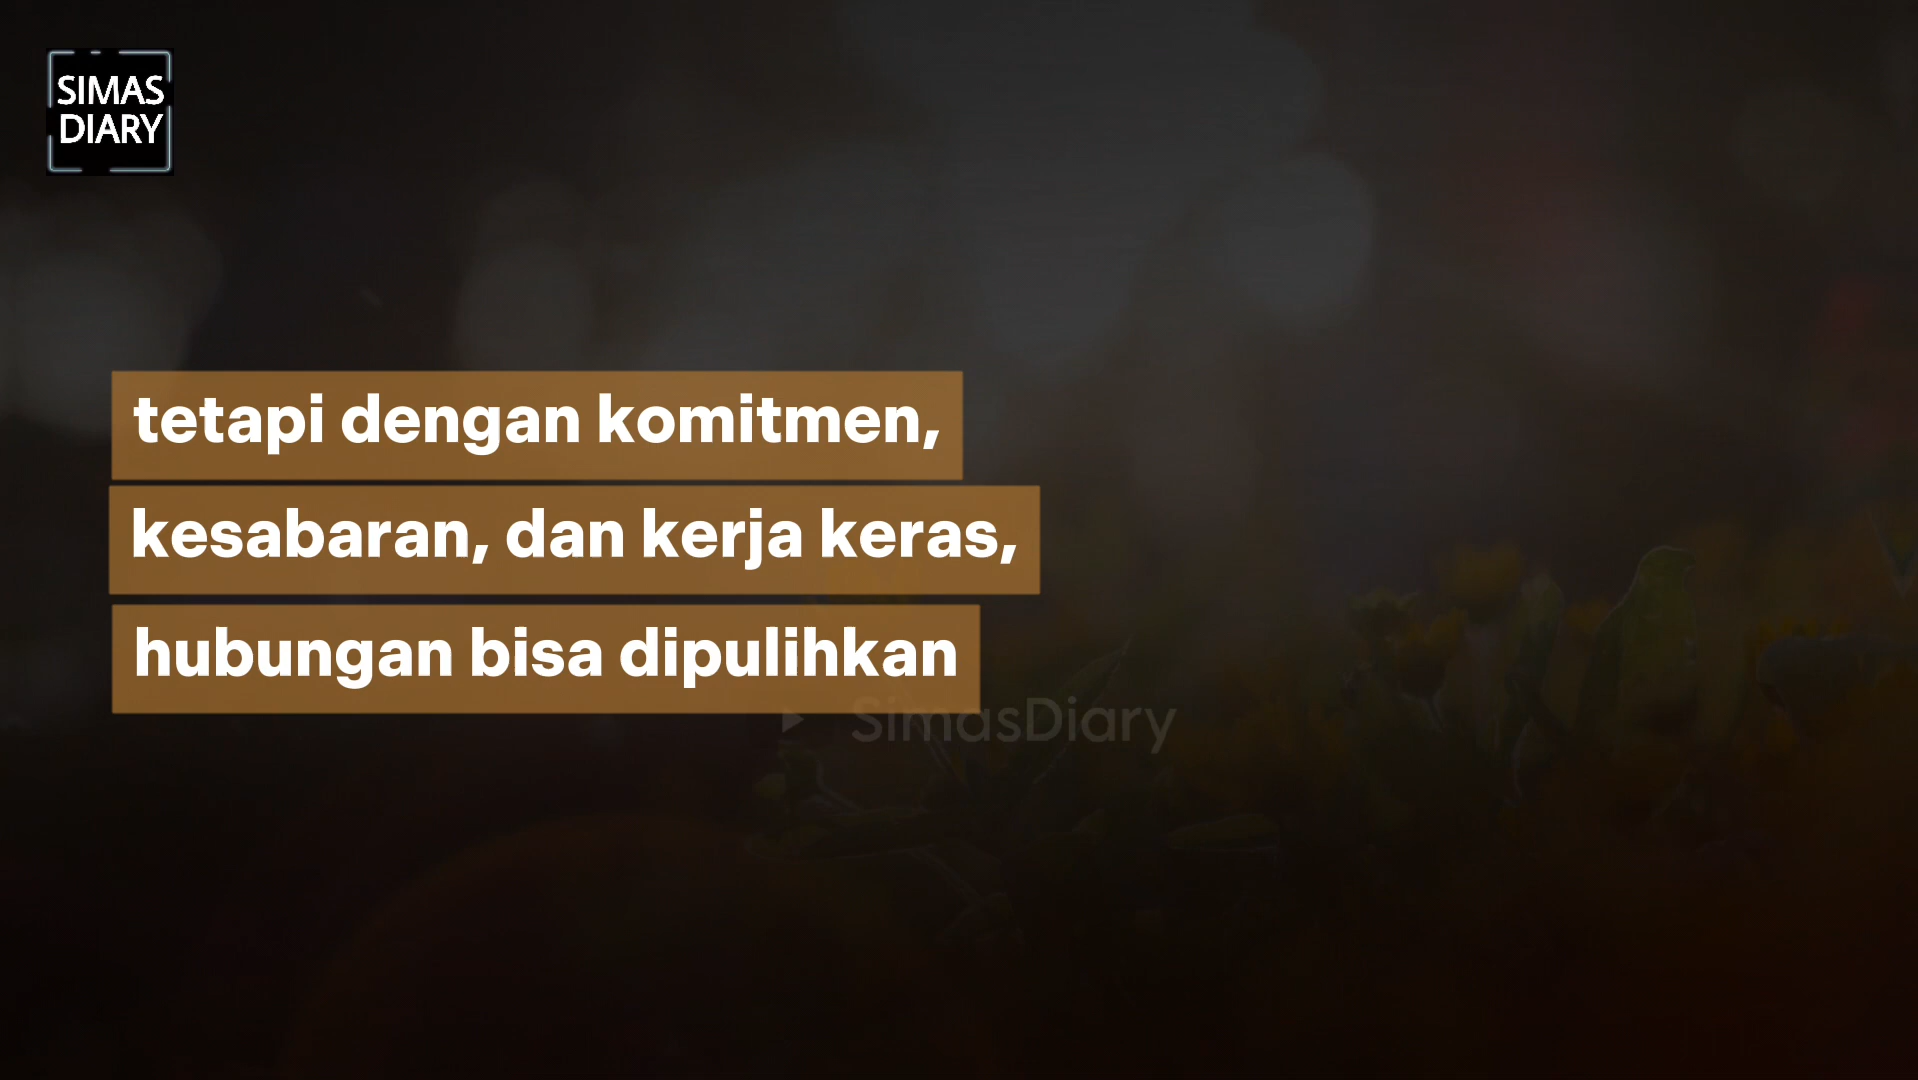 SIMAS
DIARY
tetapi dengan komitmen,
kesabaran, dan kerja keras,
hubungan bisa dipulihkan
SimasDiary